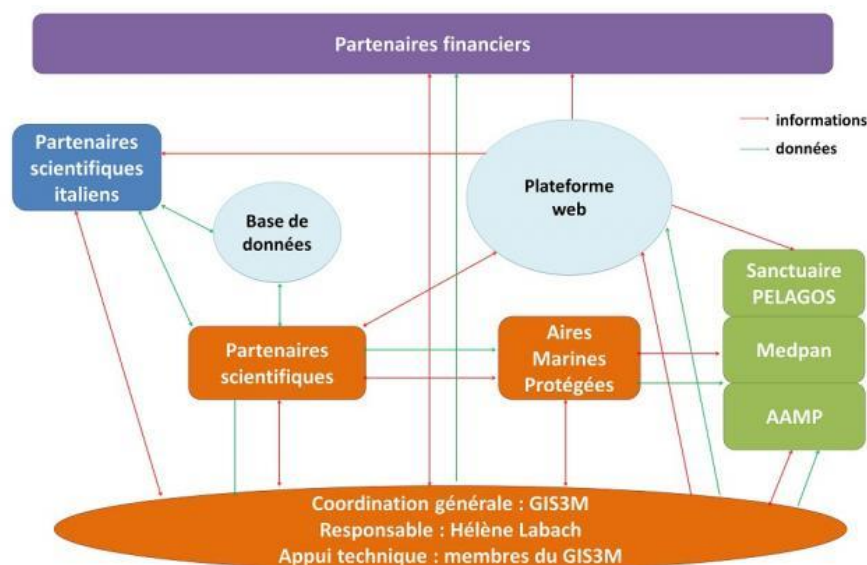 Partenaires financiers
informations
données
Partenaires
scientifiques
italiens
Plateforme
web
Base de
données
Sanctuaire
PELAGOS
Medpan
AAMP
Partenaires
scientifiques
Aires
Marines
Protégées
Coordination générale : GIS3M
Responsable : Hélène Labach
Appui technique : membres du GIS3M